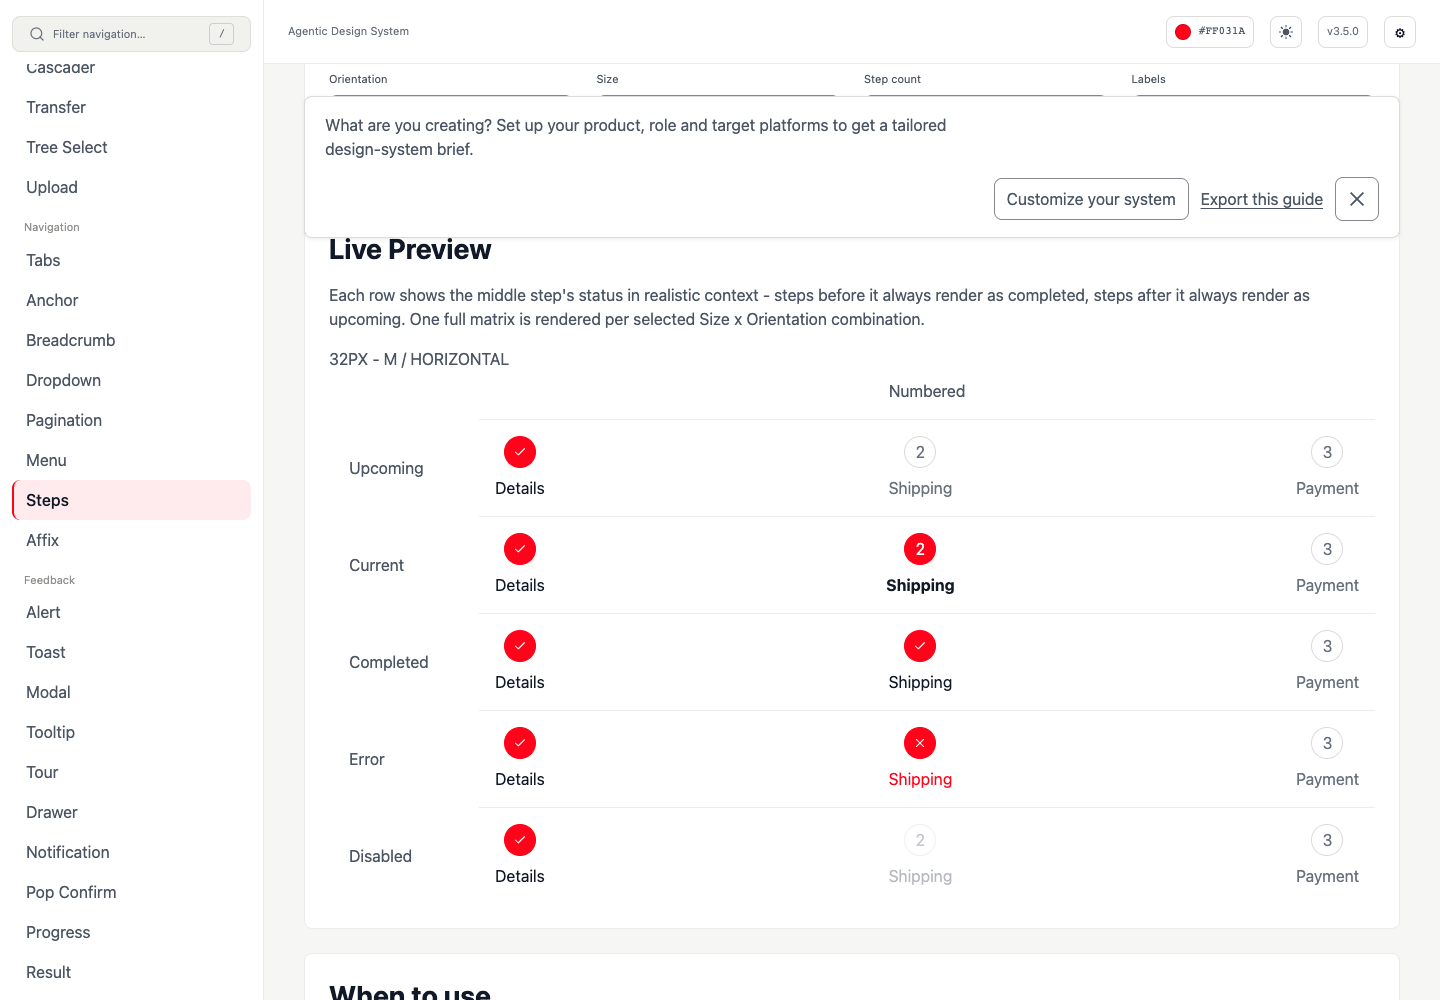 Filter navigation...
/
Cascader
Transfer
Tree Select
Upload
Navigation
Tabs
Anchor
Breadcrumb
Dropdown
Pagination
Menu
Steps
Affix
Feedback
Alert
Toast
Modal
Tooltip
Tour
Drawer
Notification
Pop Confirm
Progress
Result
Agentic Design System
#FF031A
v3.5.0
Orientation
Size
Step count
Labels
What are you creating? Set up your product, role and target platforms to get a tailored
design-system brief.
Customize your system
Export this guide
Live Preview
Each row shows the middle step's status in realistic context - steps before it always render as completed, steps after it always render as
upcoming. One full matrix is rendered per selected Size x Orientation combination.
32PX - M / HORIZONTAL
Numbered
Upcoming
Details
2
Shipping
3
Payment
Current
Details
2
Shipping
3
Payment
Completed
Details
Shipping
3
Payment
Error
Details
Shipping
3
Payment
Disabled
Details
2
Shipping
3
Payment
When to use